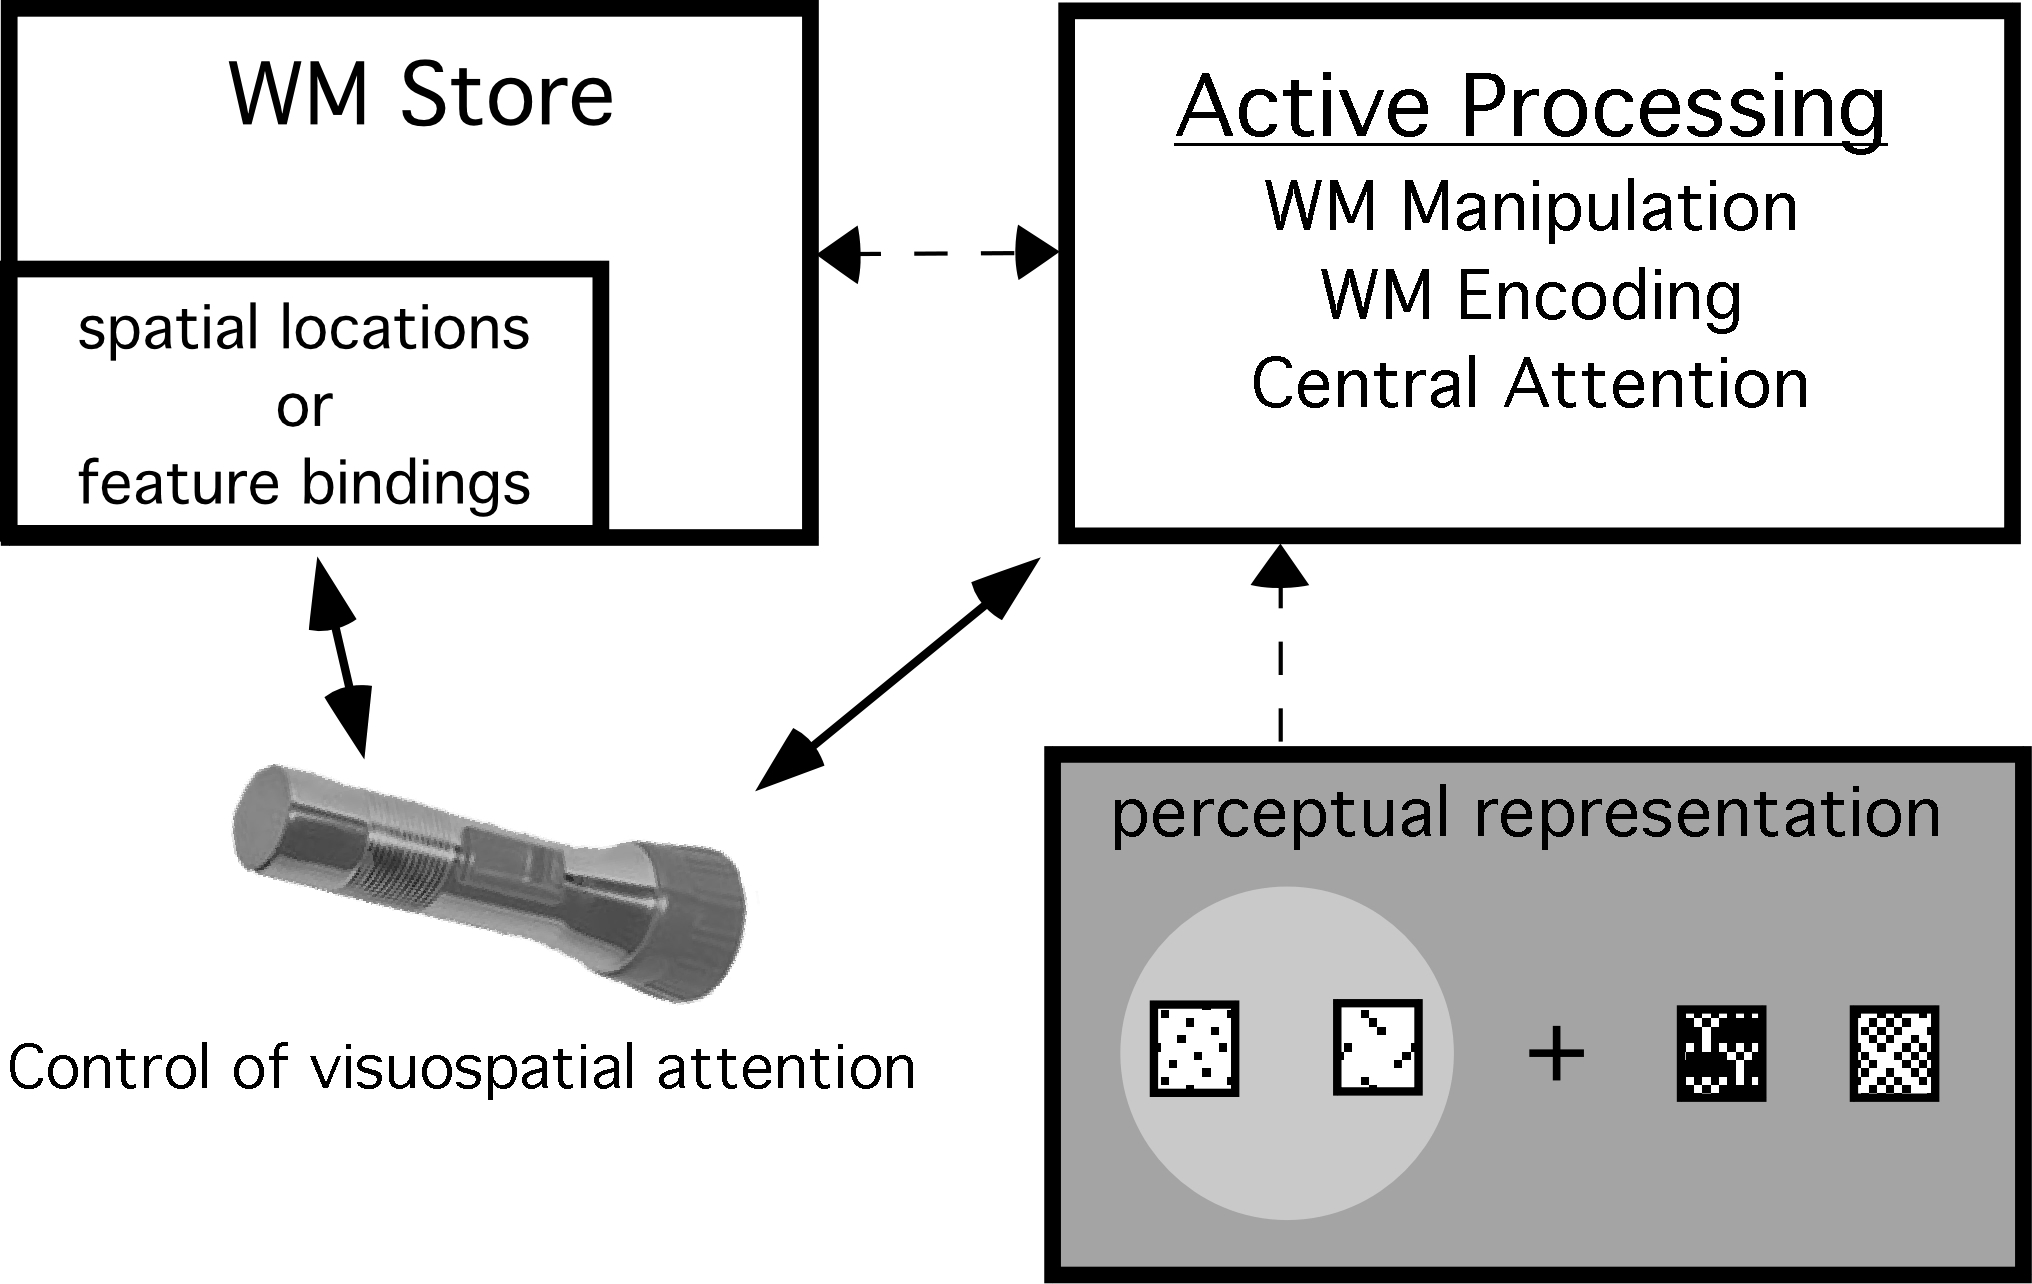 WM Store
spatial locations
or
feature bindings
Active Processing
WM Manipulation
WM Encoding
Central Attention
Control of visuospatial attention
perceptual representation
+